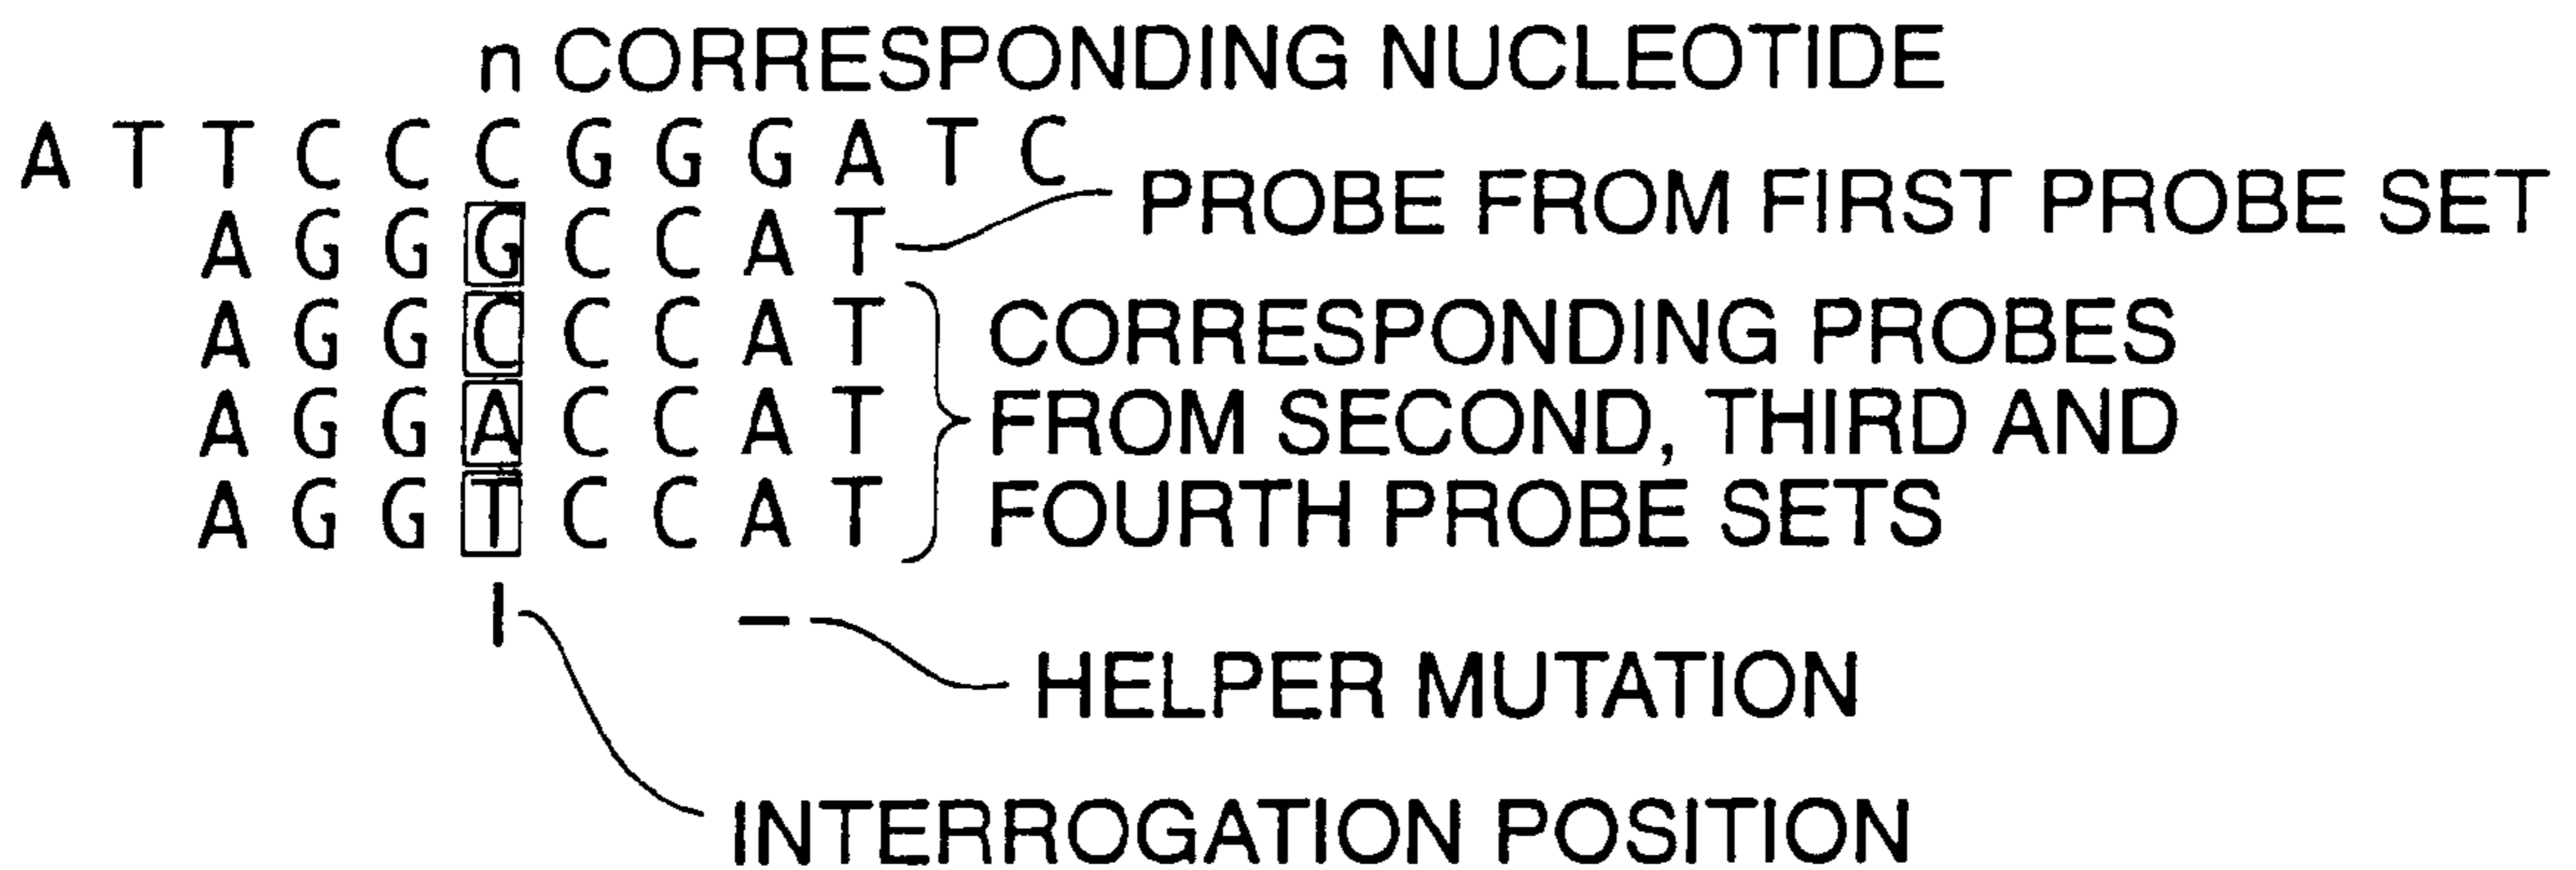 n CORRESPONDING NUCLEOTIDE
A T T C C C G G G A T C
A G G G C C A T PROBE FROM FIRST PROBE SET
A G G C C C A T CORRESPONDING PROBES
A G G A C C A T FROM SECOND, THIRD AND
A G G T C C A T FOURTH PROBE SETS
I –
HELPER MUTATION
INTERROGATION POSITION